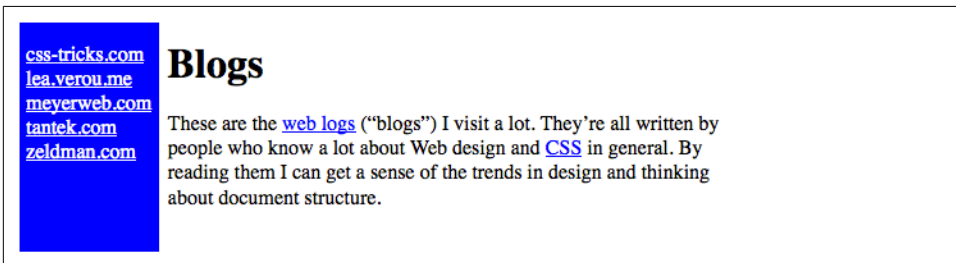 css-tricks.com
lea.verou.me
meyerweb.com
tantek.com
zeldman.com
Blogs
These are the web logs (“blogs”) I visit a lot. They’re all written by
people who know a lot about Web design and CSS in general. By
reading them I can get a sense of the trends in design and thinking
about document structure.